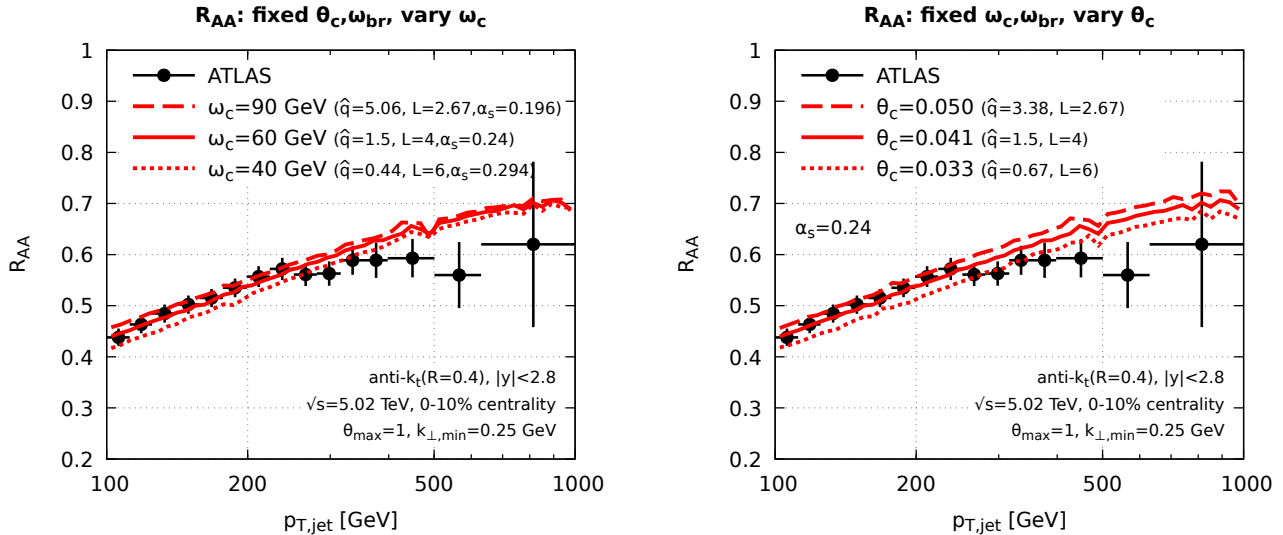 R_AA: fixed θ_c,ω_br, vary ω_c
1
0.9
0.8
0.7
0.6
0.5
0.4
0.3
0.2
R_AA
ATLAS
ω_c=90 GeV (q̂=5.06, L=2.67,α_s=0.196)
ω_c=60 GeV (q̂=1.5, L=4,α_s=0.24)
ω_c=40 GeV (q̂=0.44, L=6,α_s=0.294)
anti-k_t(R=0.4), |y|<2.8
√s=5.02 TeV, 0-10% centrality
θ_max=1, k_⊥,min=0.25 GeV
100 200 500 1000
p_T,jet [GeV]
R_AA: fixed ω_c,ω_br, vary θ_c
1
0.9
0.8
0.7
0.6
0.5
0.4
0.3
0.2
R_AA
ATLAS
θ_c=0.050 (q̂=3.38, L=2.67)
θ_c=0.041 (q̂=1.5, L=4)
θ_c=0.033 (q̂=0.67, L=6)
α_s=0.24
anti-k_t(R=0.4), |y|<2.8
√s=5.02 TeV, 0-10% centrality
θ_max=1, k_⊥,min=0.25 GeV
100 200 500 1000
p_T,jet [GeV]